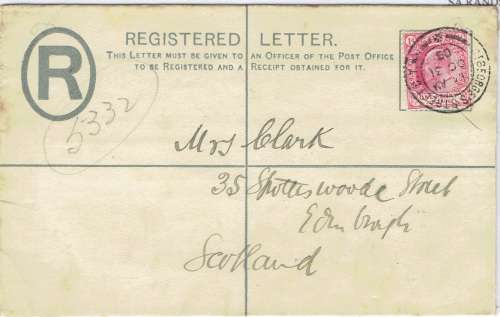 REGISTERED LETTER.
THIS LETTER MUST BE GIVEN TO AN OFFICER OF THE POST OFFICE
TO BE REGISTERED AND A RECEIPT OBTAINED FOR IT.
R
5332
Mrs Clark
35 Spottiswoode Street
Edinburgh
Scotland